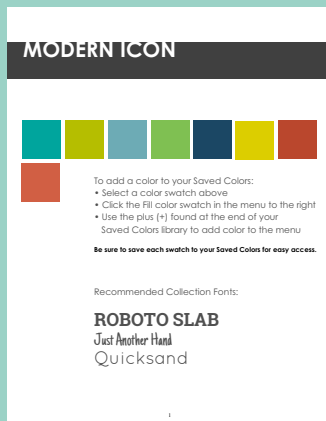 MODERN ICON
To add a color to your Saved Colors:
• Select a color swatch above
• Click the Fill color swatch in the menu to the right
• Use the plus (+) found at the end of your
Saved Colors library to add color to the menu
Be sure to save each swatch to your Saved Colors for easy access.
Recommended Collection Fonts:
ROBOTO SLAB
Just Another Hand
Quicksand
1